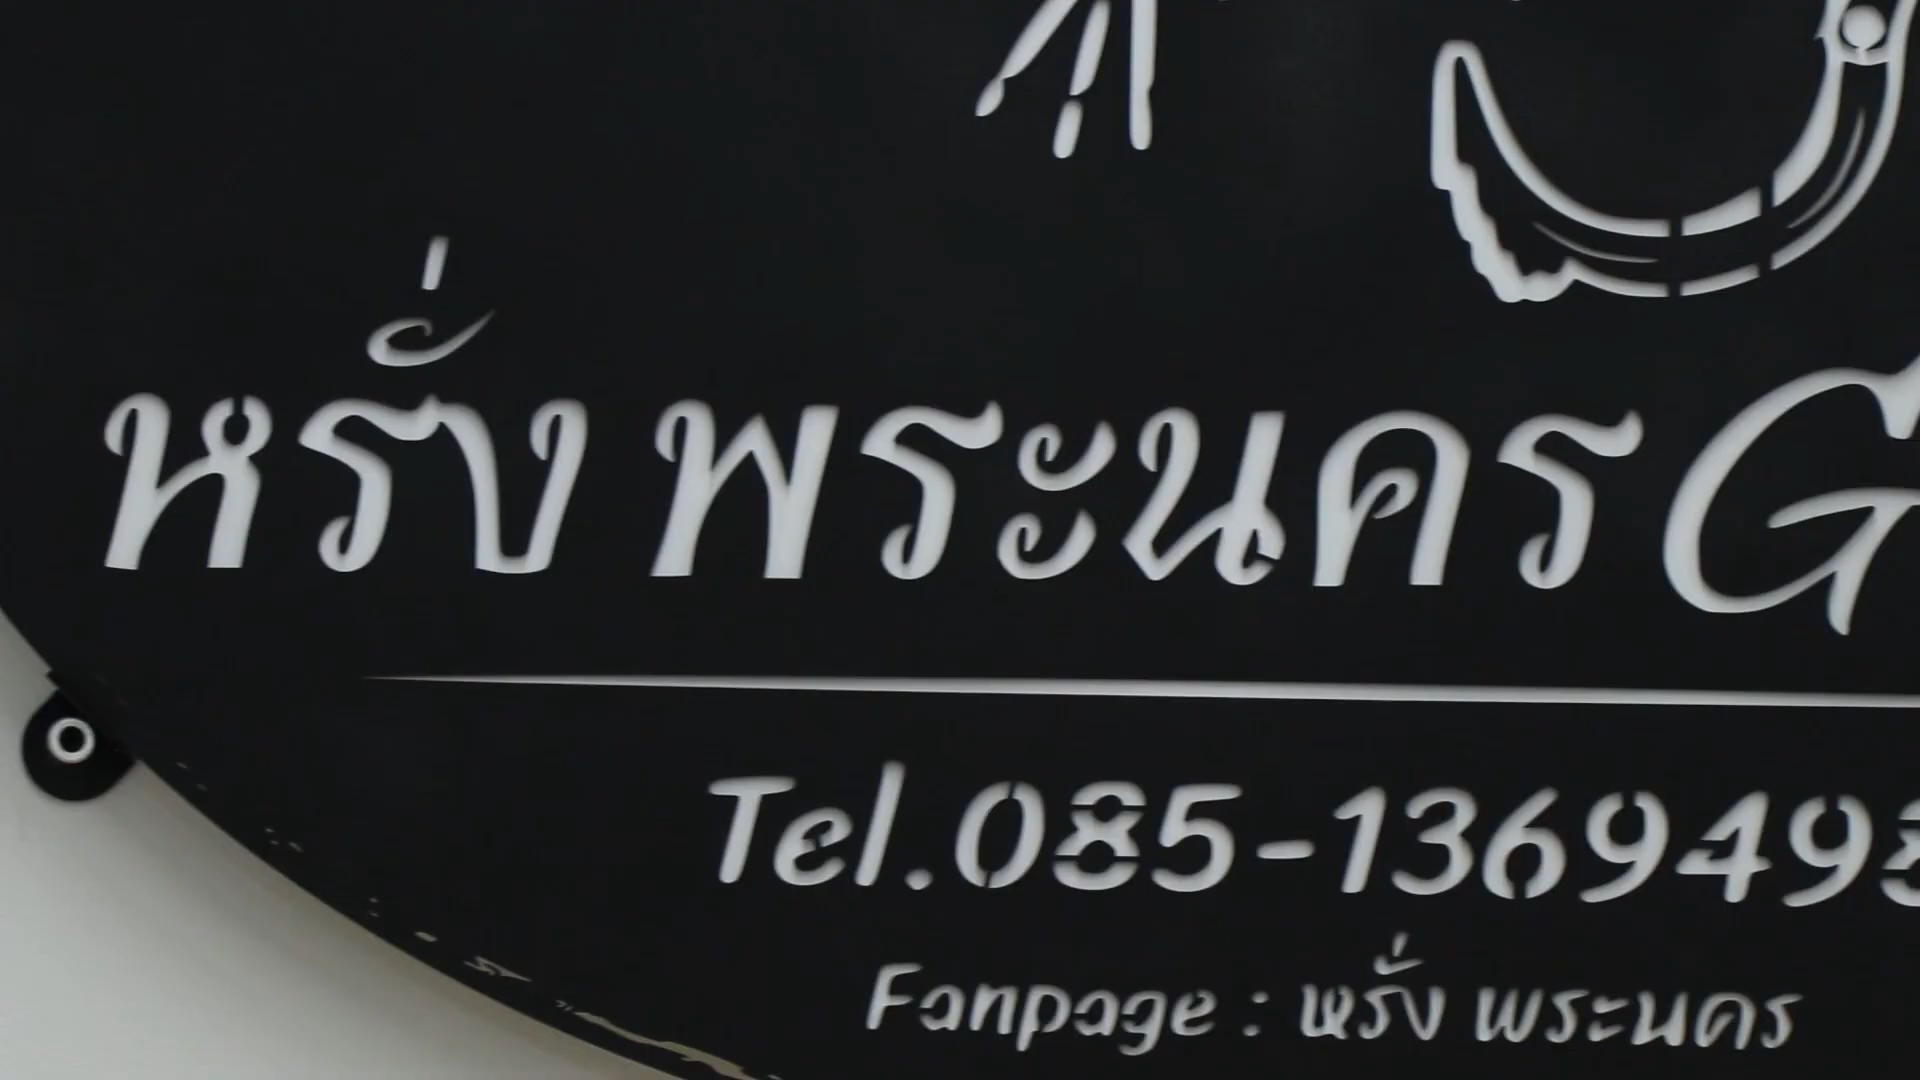 หรั่ง พระนคร G
Tel.085-1369498
Fanpage : หรั่ง พระนคร